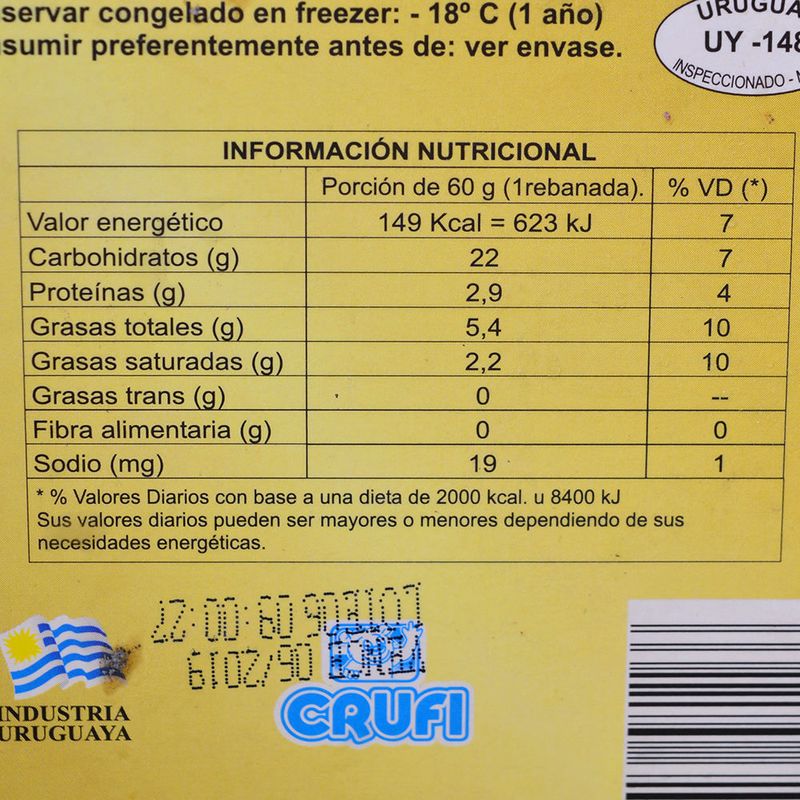 servar congelado en freezer: - 18º C (1 año)
sumir preferentemente antes de: ver envase.
URUGUA
UY -148
INSPECCIONADO -
INFORMACIÓN NUTRICIONAL
Porción de 60 g (1rebanada). % VD (*)
Valor energético 149 Kcal = 623 kJ 7
Carbohidratos (g) 22 7
Proteínas (g) 2,9 4
Grasas totales (g) 5,4 10
Grasas saturadas (g) 2,2 10
Grasas trans (g) 0 --
Fibra alimentaria (g) 0 0
Sodio (mg) 19 1
* % Valores Diarios con base a una dieta de 2000 kcal. u 8400 kJ
Sus valores diarios pueden ser mayores o menores dependiendo de sus
necesidades energéticas.
06/2019
CRUFI
INDUSTRIA
URUGUAYA